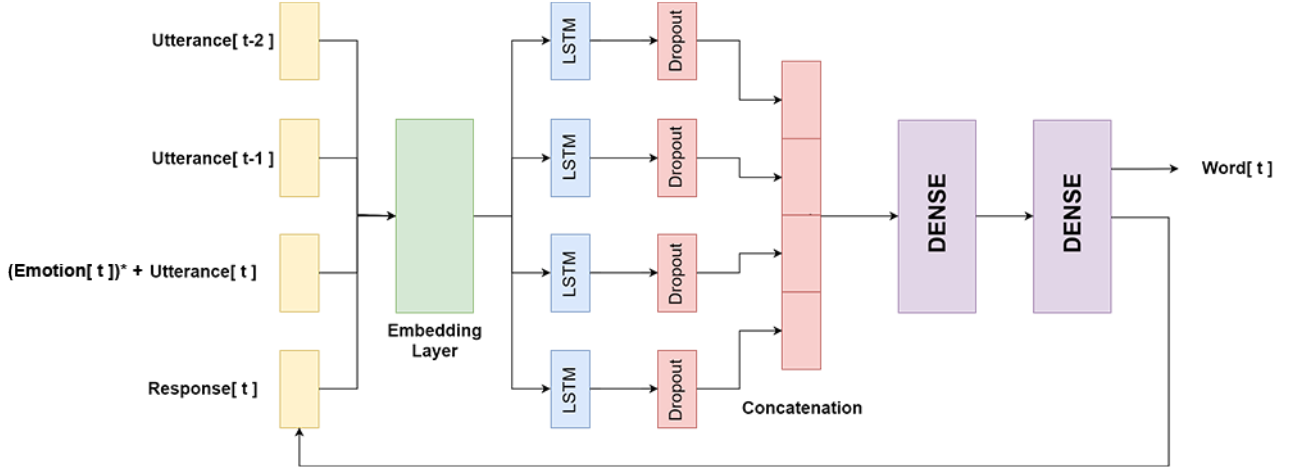 Utterance[ t-2 ]
LSTM
Dropout
Utterance[ t-1 ]
LSTM
Dropout
(Emotion[ t ])* + Utterance[ t ]
LSTM
Dropout
Response[ t ]
LSTM
Dropout
Embedding
Layer
Concatenation
DENSE
DENSE
Word[ t ]